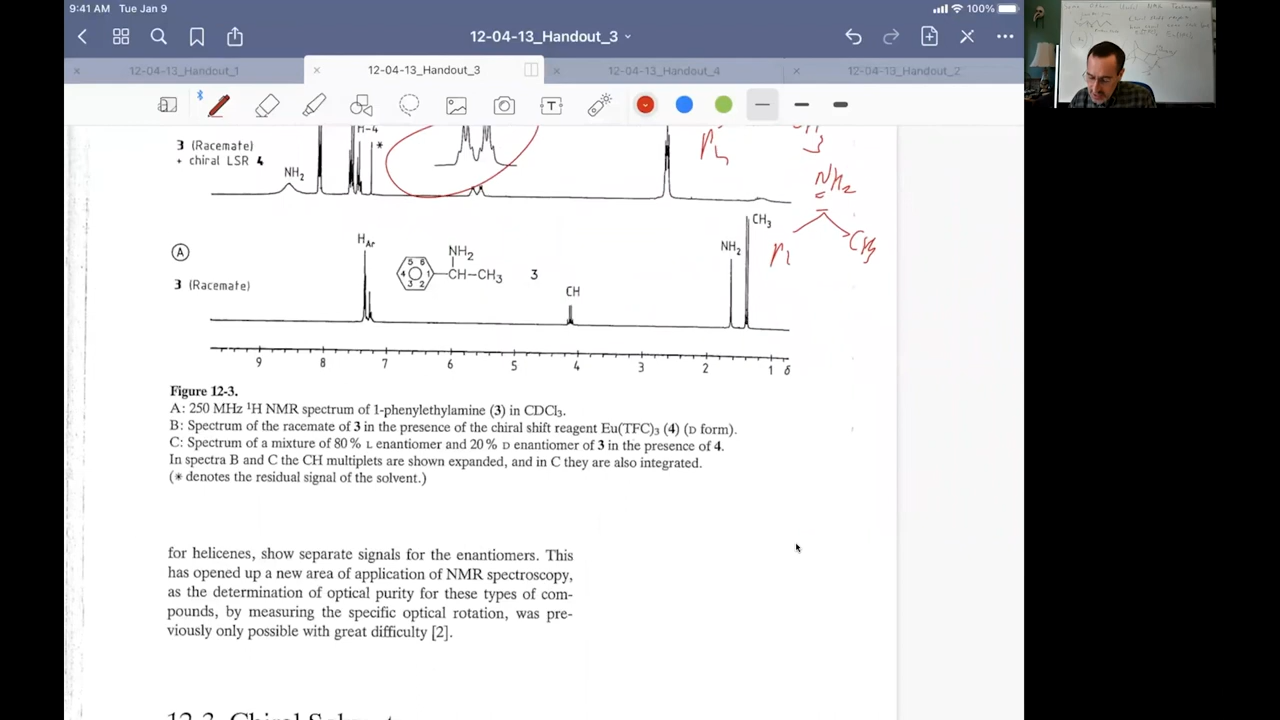 9:41 AM Tue Jan 9
100%
12-04-13_Handout_3
12-04-13_Handout_1
12-04-13_Handout_3
12-04-13_Handout_4
12-04-13_Handout_2
3 (Racemate)
+ chiral LSR 4
NH2
H-4
*
NH2
CH3
A
3 (Racemate)
HAr
NH2
CH–CH3
3
5 6
4 1
3 2
CH
NH2
CH3
9 8 7 6 5 4 3 2 1 δ
Figure 12-3.
A: 250 MHz ¹H NMR spectrum of 1-phenylethylamine (3) in CDCl₃.
B: Spectrum of the racemate of 3 in the presence of the chiral shift reagent Eu(TFC)₃ (4) (D form).
C: Spectrum of a mixture of 80 % L enantiomer and 20 % D enantiomer of 3 in the presence of 4.
In spectra B and C the CH multiplets are shown expanded, and in C they are also integrated.
(* denotes the residual signal of the solvent.)
for helicenes, show separate signals for the enantiomers. This
has opened up a new area of application of NMR spectroscopy,
as the determination of optical purity for these types of com-
pounds, by measuring the specific optical rotation, was pre-
viously only possible with great difficulty [2].